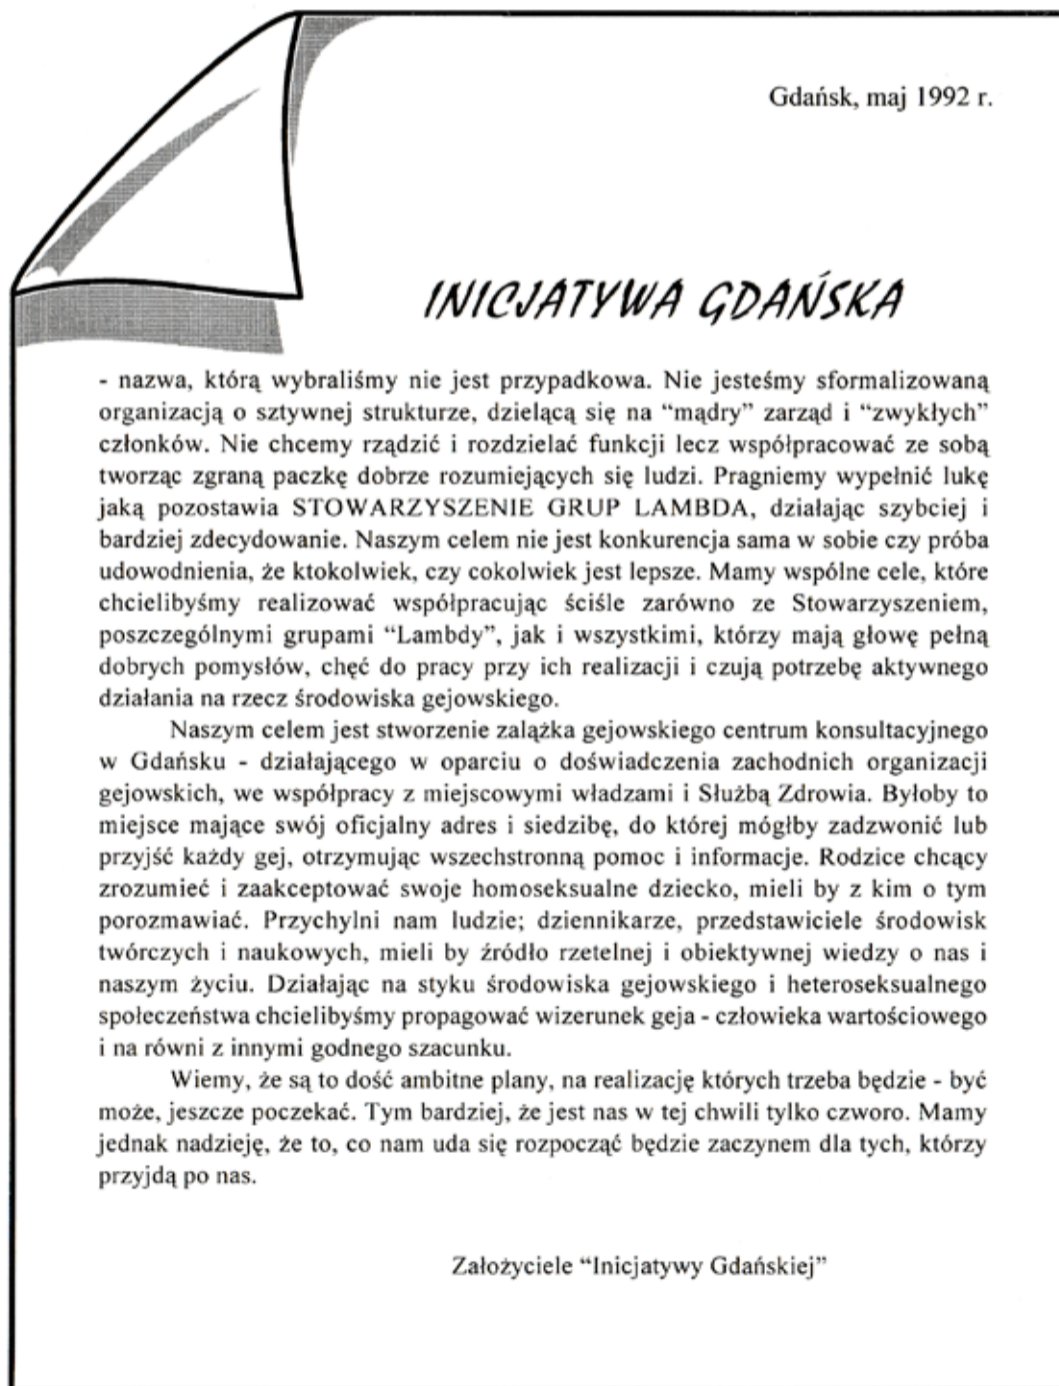 Gdańsk, maj 1992 r.
INICJATYWA GDAŃSKA
- nazwa, którą wybraliśmy nie jest przypadkowa. Nie jesteśmy sformalizowaną
organizacją o sztywnej strukturze, dzielącą się na “mądry” zarząd i “zwykłych”
członków. Nie chcemy rządzić i rozdzielać funkcji lecz współpracować ze sobą
tworząc zgraną paczkę dobrze rozumiejących się ludzi. Pragniemy wypełnić lukę
jaką pozostawia STOWARZYSZENIE GRUP LAMBDA, działając szybciej i
bardziej zdecydowanie. Naszym celem nie jest konkurencja sama w sobie czy próba
udowodnienia, że ktokolwiek, czy cokolwiek jest lepsze. Mamy wspólne cele, które
chcielibyśmy realizować współpracując ściśle zarówno ze Stowarzyszeniem,
poszczególnymi grupami “Lambdy”, jak i wszystkimi, którzy mają głowę pełną
dobrych pomysłów, chęć do pracy przy ich realizacji i czują potrzebę aktywnego
działania na rzecz środowiska gejowskiego.
Naszym celem jest stworzenie zalążka gejowskiego centrum konsultacyjnego
w Gdańsku - działającego w oparciu o doświadczenia zachodnich organizacji
gejowskich, we współpracy z miejscowymi władzami i Służbą Zdrowia. Byłoby to
miejsce mające swój oficjalny adres i siedzibę, do której mógłby zadzwonić lub
przyjść każdy gej, otrzymując wszechstronną pomoc i informacje. Rodzice chcący
zrozumieć i zaakceptować swoje homoseksualne dziecko, mieli by z kim o tym
porozmawiać. Przychylni nam ludzie; dziennikarze, przedstawiciele środowisk
twórczych i naukowych, mieli by źródło rzetelnej i obiektywnej wiedzy o nas i
naszym życiu. Działając na styku środowiska gejowskiego i heteroseksualnego
społeczeństwa chcielibyśmy propagować wizerunek geja - człowieka wartościowego
i na równi z innymi godnego szacunku.
Wiemy, że są to dość ambitne plany, na realizację których trzeba będzie - być
może, jeszcze poczekać. Tym bardziej, że jest nas w tej chwili tylko czworo. Mamy
jednak nadzieję, że to, co nam uda się rozpocząć będzie zaczynem dla tych, którzy
przyjdą po nas.
Założyciele “Inicjatywy Gdańskiej”